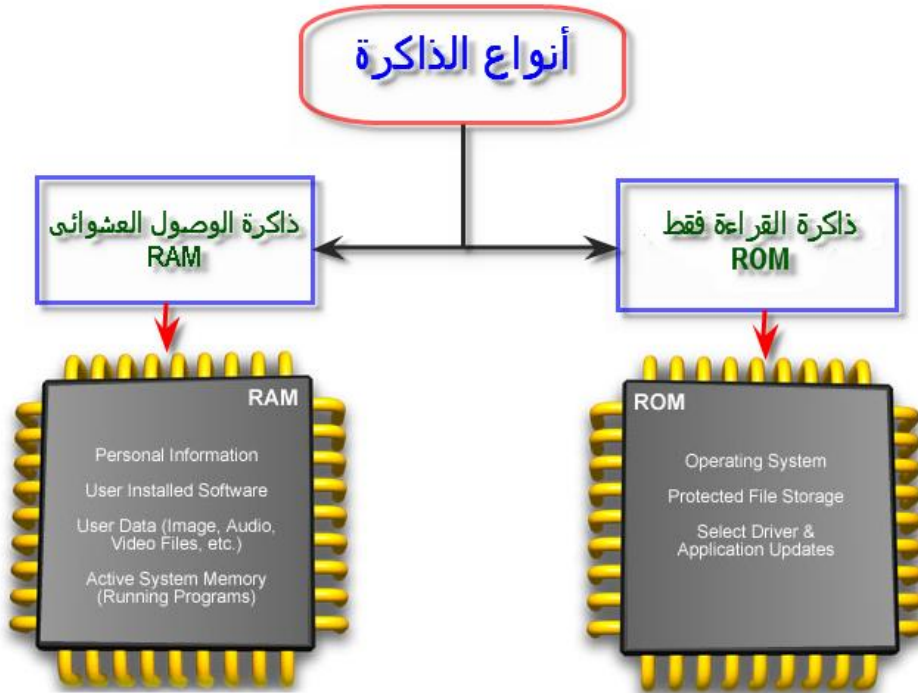 أنواع الذاكرة
ذاكرة القراءة فقط
ROM
ذاكرة الوصول العشوائى
RAM
ROM
Operating System
Protected File Storage
Select Driver &
Application Updates
RAM
Personal Information
User Installed Software
User Data (Image, Audio,
Video Files, etc.)
Active System Memory
(Running Programs)